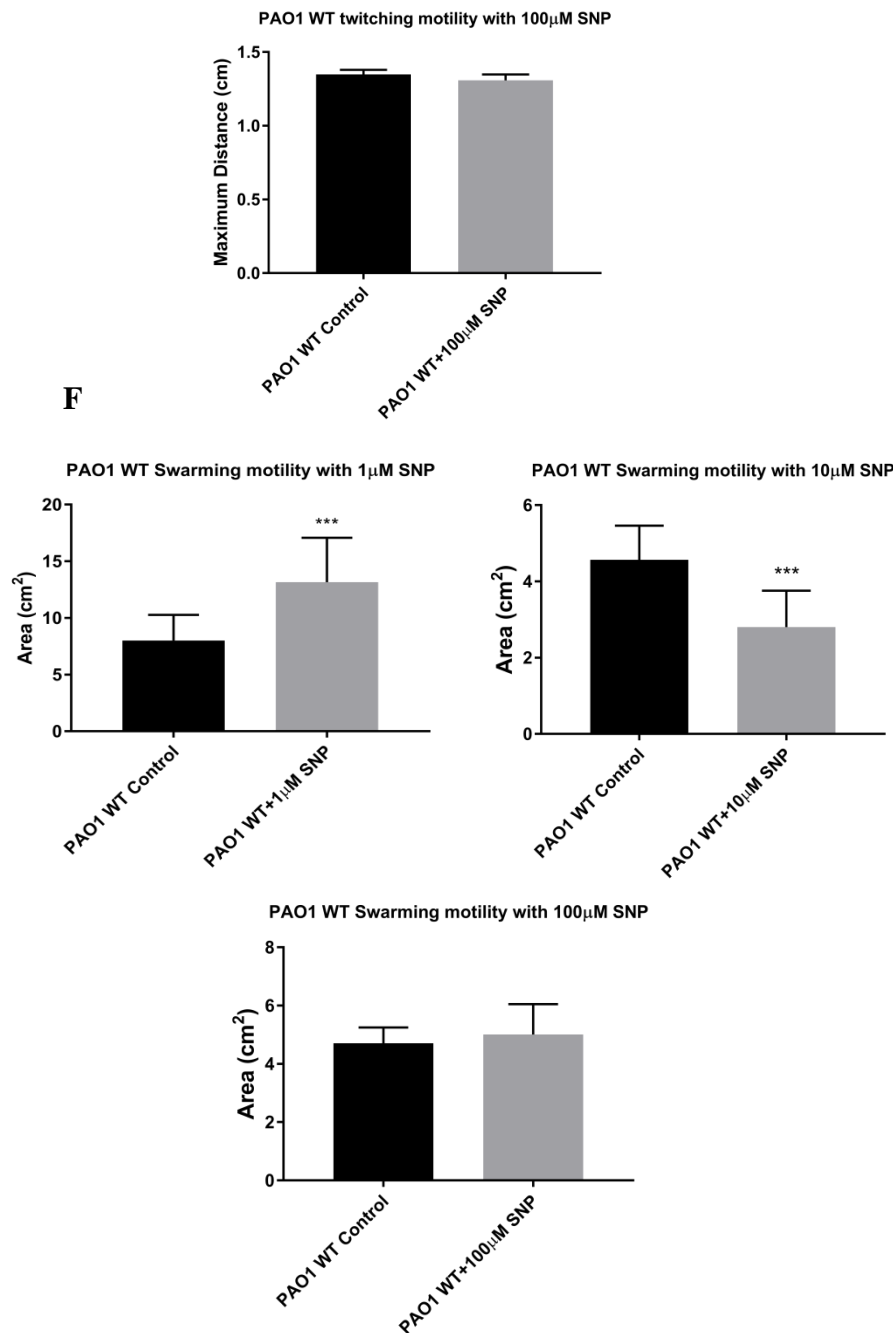 PAO1 WT twitching motility with 100μM SNP
Maximum Distance (cm)
1.5
1.0
0.5
0.0
PAO1 WT Control
PAO1 WT+100μM SNP
F
PAO1 WT Swarming motility with 1μM SNP
Area (cm²)
20
15
10
5
0
***
PAO1 WT Control
PAO1 WT+1μM SNP
PAO1 WT Swarming motility with 10μM SNP
Area (cm²)
6
4
2
0
***
PAO1 WT Control
PAO1 WT+10μM SNP
PAO1 WT Swarming motility with 100μM SNP
Area (cm²)
8
6
4
2
0
PAO1 WT Control
PAO1 WT+100μM SNP